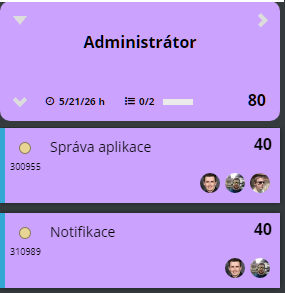 Administrátor
5/21/26 h 0/2 80
Správa aplikace 40
300955
Notifikace 40
310989